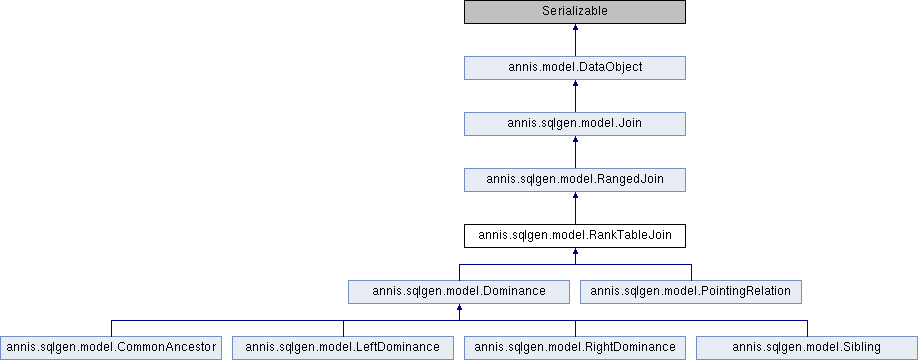 Serializable
annis.model.DataObject
annis.sqlgen.model.Join
annis.sqlgen.model.RangedJoin
annis.sqlgen.model.RankTableJoin
annis.sqlgen.model.Dominance
annis.sqlgen.model.PointingRelation
annis.sqlgen.model.CommonAncestor
annis.sqlgen.model.LeftDominance
annis.sqlgen.model.RightDominance
annis.sqlgen.model.Sibling